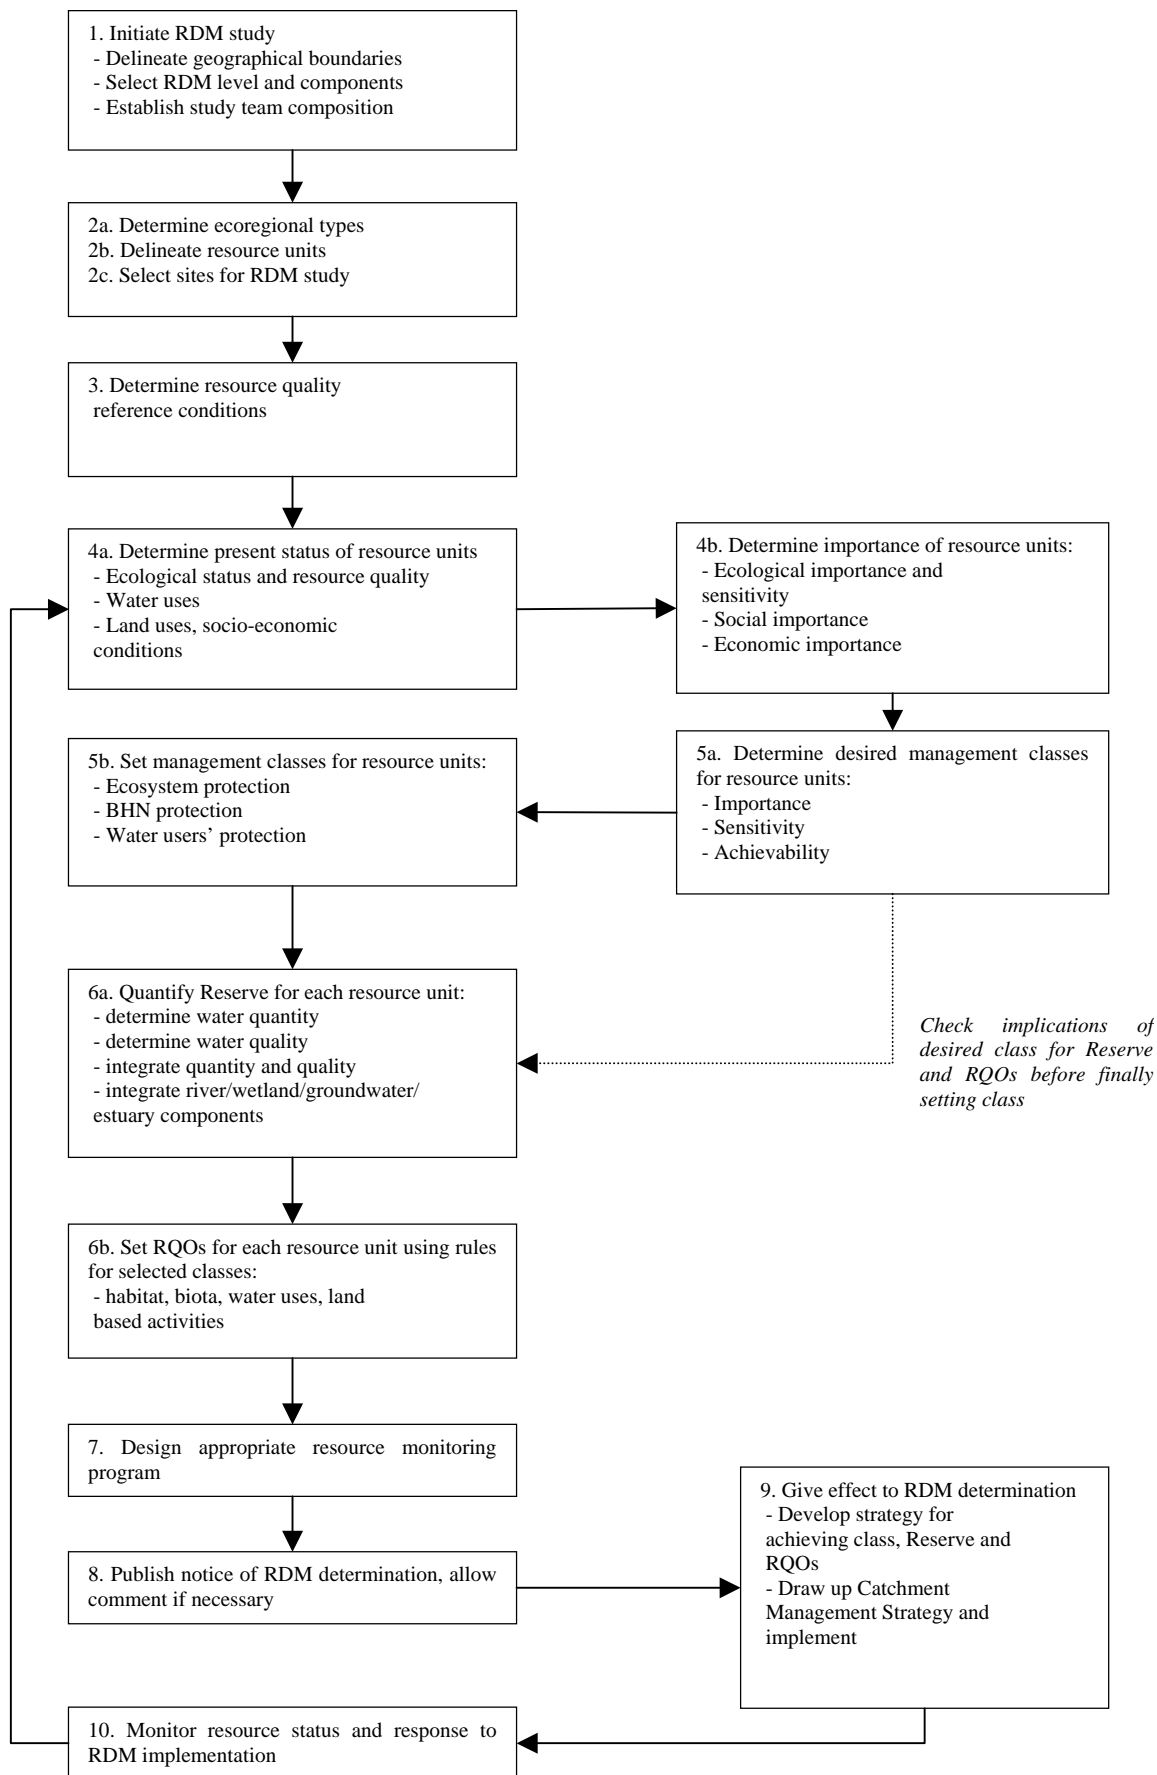 1. Initiate RDM study
- Delineate geographical boundaries
- Select RDM level and components
- Establish study team composition
2a. Determine ecoregional types
2b. Delineate resource units
2c. Select sites for RDM study
3. Determine resource quality
reference conditions
4a. Determine present status of resource units
- Ecological status and resource quality
- Water uses
- Land uses, socio-economic
conditions
4b. Determine importance of resource units:
- Ecological importance and
sensitivity
- Social importance
- Economic importance
5a. Determine desired management classes
for resource units:
- Importance
- Sensitivity
- Achievability
5b. Set management classes for resource units:
- Ecosystem protection
- BHN protection
- Water users’ protection
6a. Quantify Reserve for each resource unit:
- determine water quantity
- determine water quality
- integrate quantity and quality
- integrate river/wetland/groundwater/
estuary components
Check implications of
desired class for Reserve
and RQOs before finally
setting class
6b. Set RQOs for each resource unit using rules
for selected classes:
- habitat, biota, water uses, land
based activities
7. Design appropriate resource monitoring
program
8. Publish notice of RDM determination, allow
comment if necessary
9. Give effect to RDM determination
- Develop strategy for
achieving class, Reserve and
RQOs
- Draw up Catchment
Management Strategy and
implement
10. Monitor resource status and response to
RDM implementation